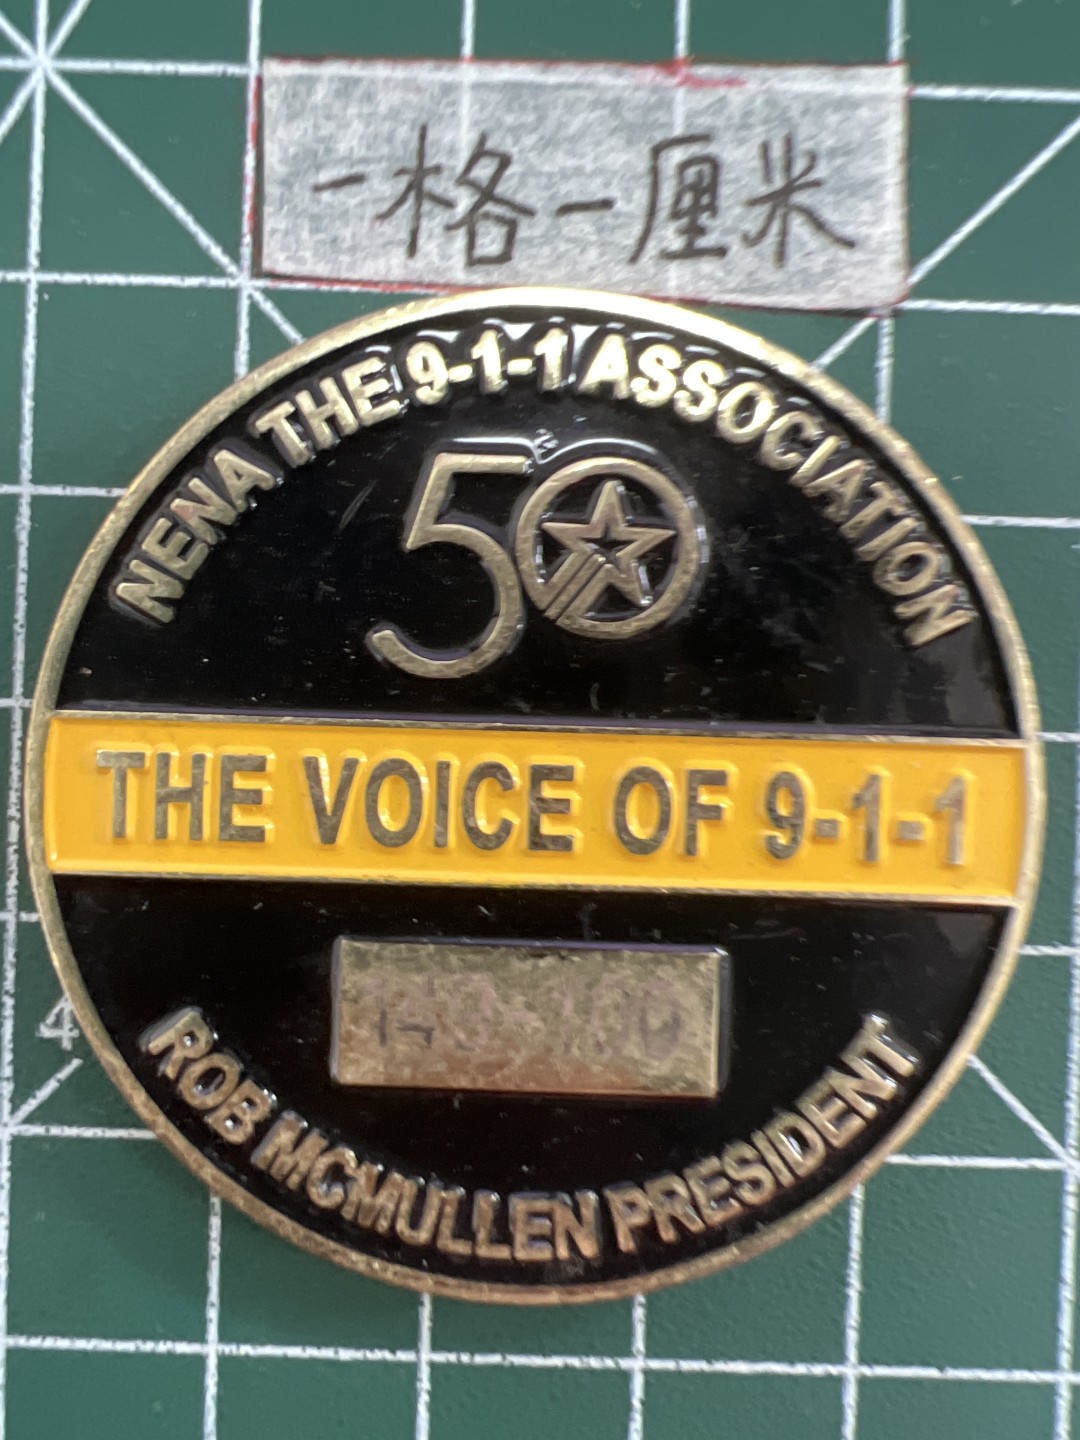 一格一厘米
NENA THE 9-1-1 ASSOCIATION
50
THE VOICE OF 9-1-1
ROB MCMULLEN PRESIDENT
4